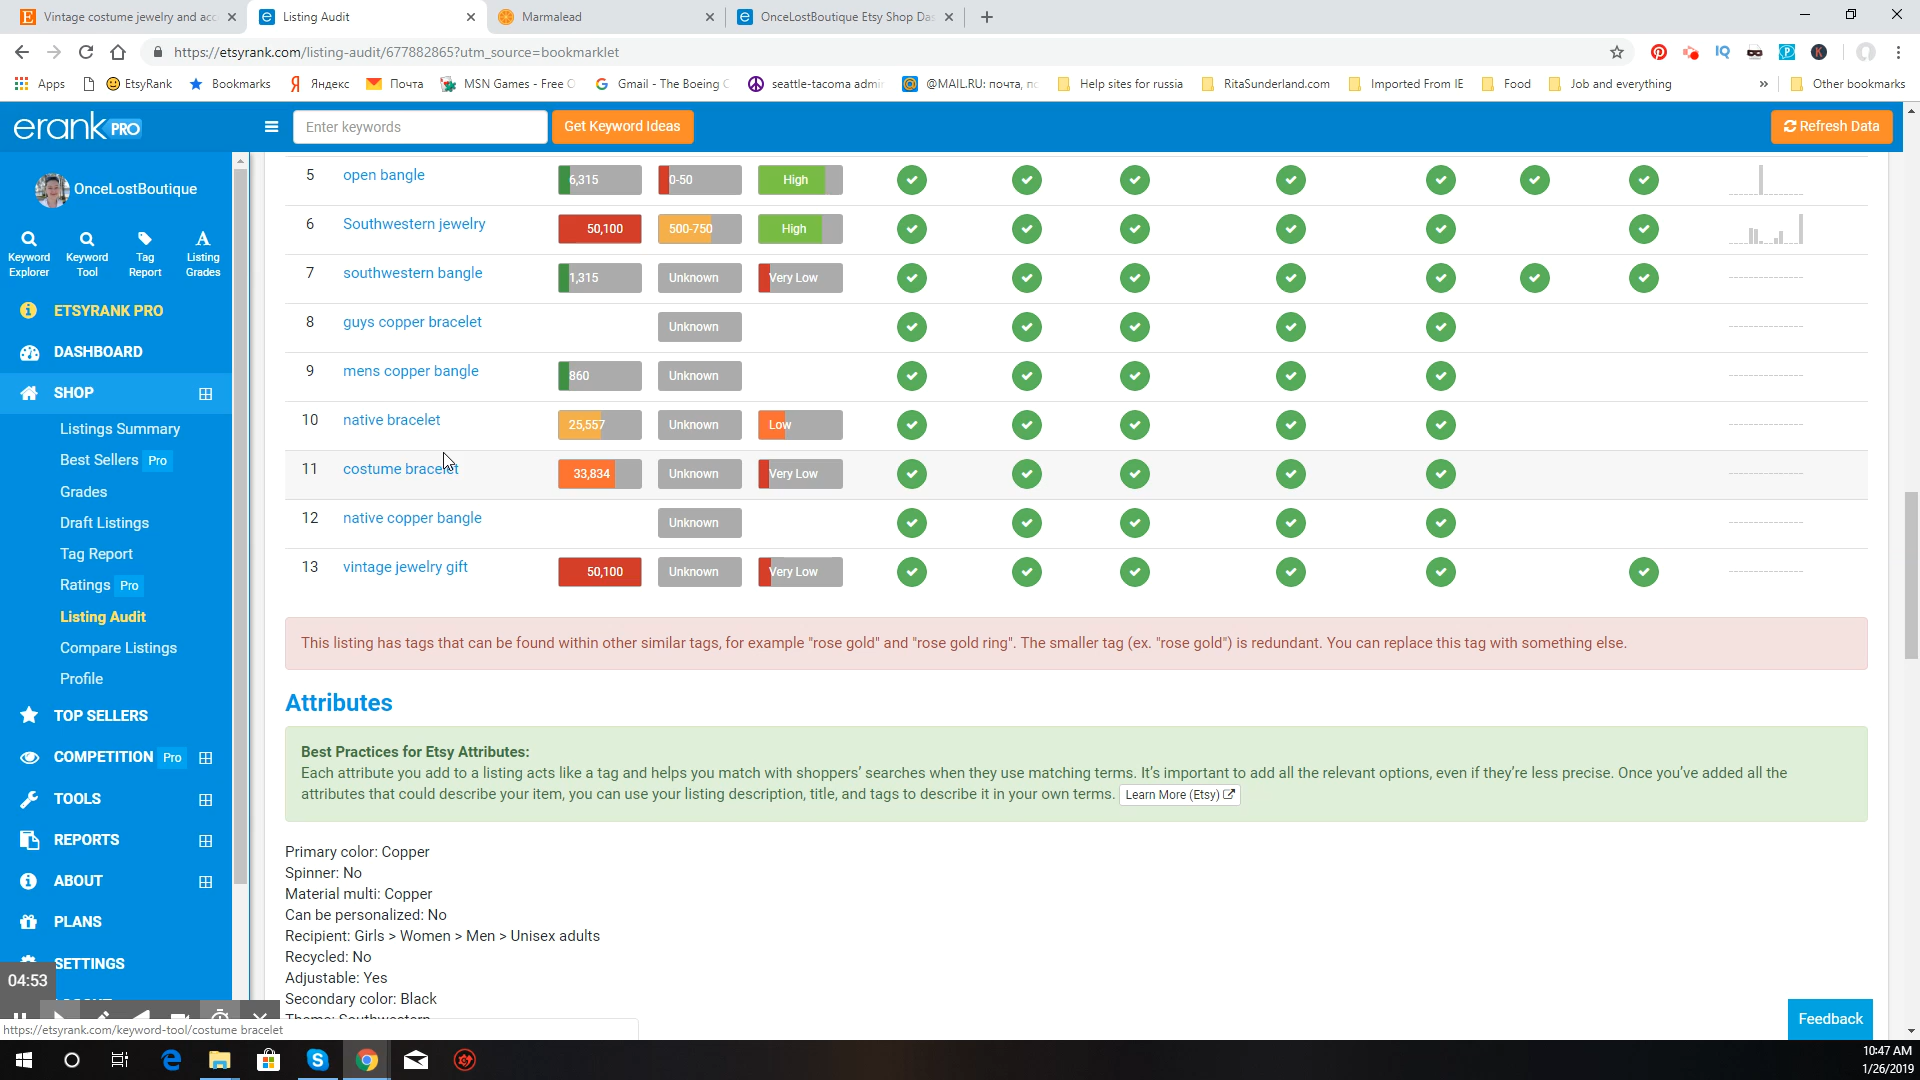 Vintage costume jewelry and acc
Listing Audit
Marmalead
OnceLostBoutique Etsy Shop Das
https://etsyrank.com/listing-audit/677882865?utm_source=bookmarklet
Apps
EtsyRank
Bookmarks
Яндекс
Почта
MSN Games - Free O
Gmail - The Boeing C
seattle-tacoma admin
@MAIL.RU: почта, по
Help sites for russia
RitaSunderland.com
Imported From IE
Food
Job and everything
»
Other bookmarks
erank PRO
Enter keywords
Get Keyword Ideas
Refresh Data
OnceLostBoutique
Keyword Explorer
Keyword Tool
Tag Report
Listing Grades
ETSYRANK PRO
DASHBOARD
SHOP
Listings Summary
Best Sellers Pro
Grades
Draft Listings
Tag Report
Ratings Pro
Listing Audit
Compare Listings
Profile
TOP SELLERS
COMPETITION Pro
TOOLS
REPORTS
ABOUT
PLANS
SETTINGS
04:53
5 open bangle 6,315 0-50 High
6 Southwestern jewelry 50,100 500-750 High
7 southwestern bangle 1,315 Unknown Very Low
8 guys copper bracelet Unknown
9 mens copper bangle 860 Unknown
10 native bracelet 25,557 Unknown Low
11 costume bracelet 33,834 Unknown Very Low
12 native copper bangle Unknown
13 vintage jewelry gift 50,100 Unknown Very Low
This listing has tags that can be found within other similar tags, for example "rose gold" and "rose gold ring". The smaller tag (ex. "rose gold") is redundant. You can replace this tag with something else.
Attributes
Best Practices for Etsy Attributes:
Each attribute you add to a listing acts like a tag and helps you match with shoppers’ searches when they use matching terms. It’s important to add all the relevant options, even if they’re less precise. Once you’ve added all the
attributes that could describe your item, you can use your listing description, title, and tags to describe it in your own terms. Learn More (Etsy)
Primary color: Copper
Spinner: No
Material multi: Copper
Can be personalized: No
Recipient: Girls > Women > Men > Unisex adults
Recycled: No
Adjustable: Yes
Secondary color: Black
Theme: Southwestern
Feedback
https://etsyrank.com/keyword-tool/costume bracelet
10:47 AM
1/26/2019